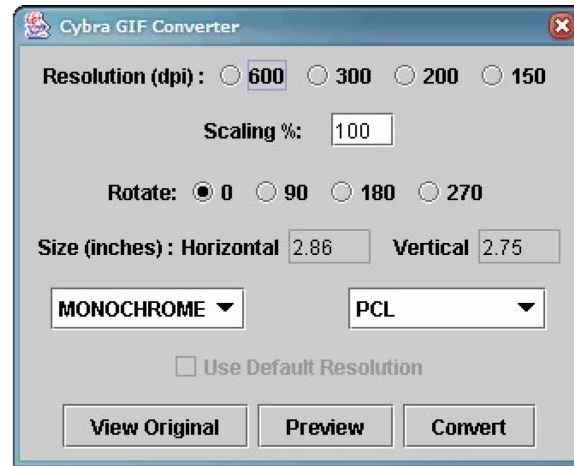 Cybra GIF Converter
Resolution (dpi) : 600 300 200 150
Scaling %: 100
Rotate: 0 90 180 270
Size (inches) : Horizontal 2.86 Vertical 2.75
MONOCHROME PCL
Use Default Resolution
View Original Preview Convert